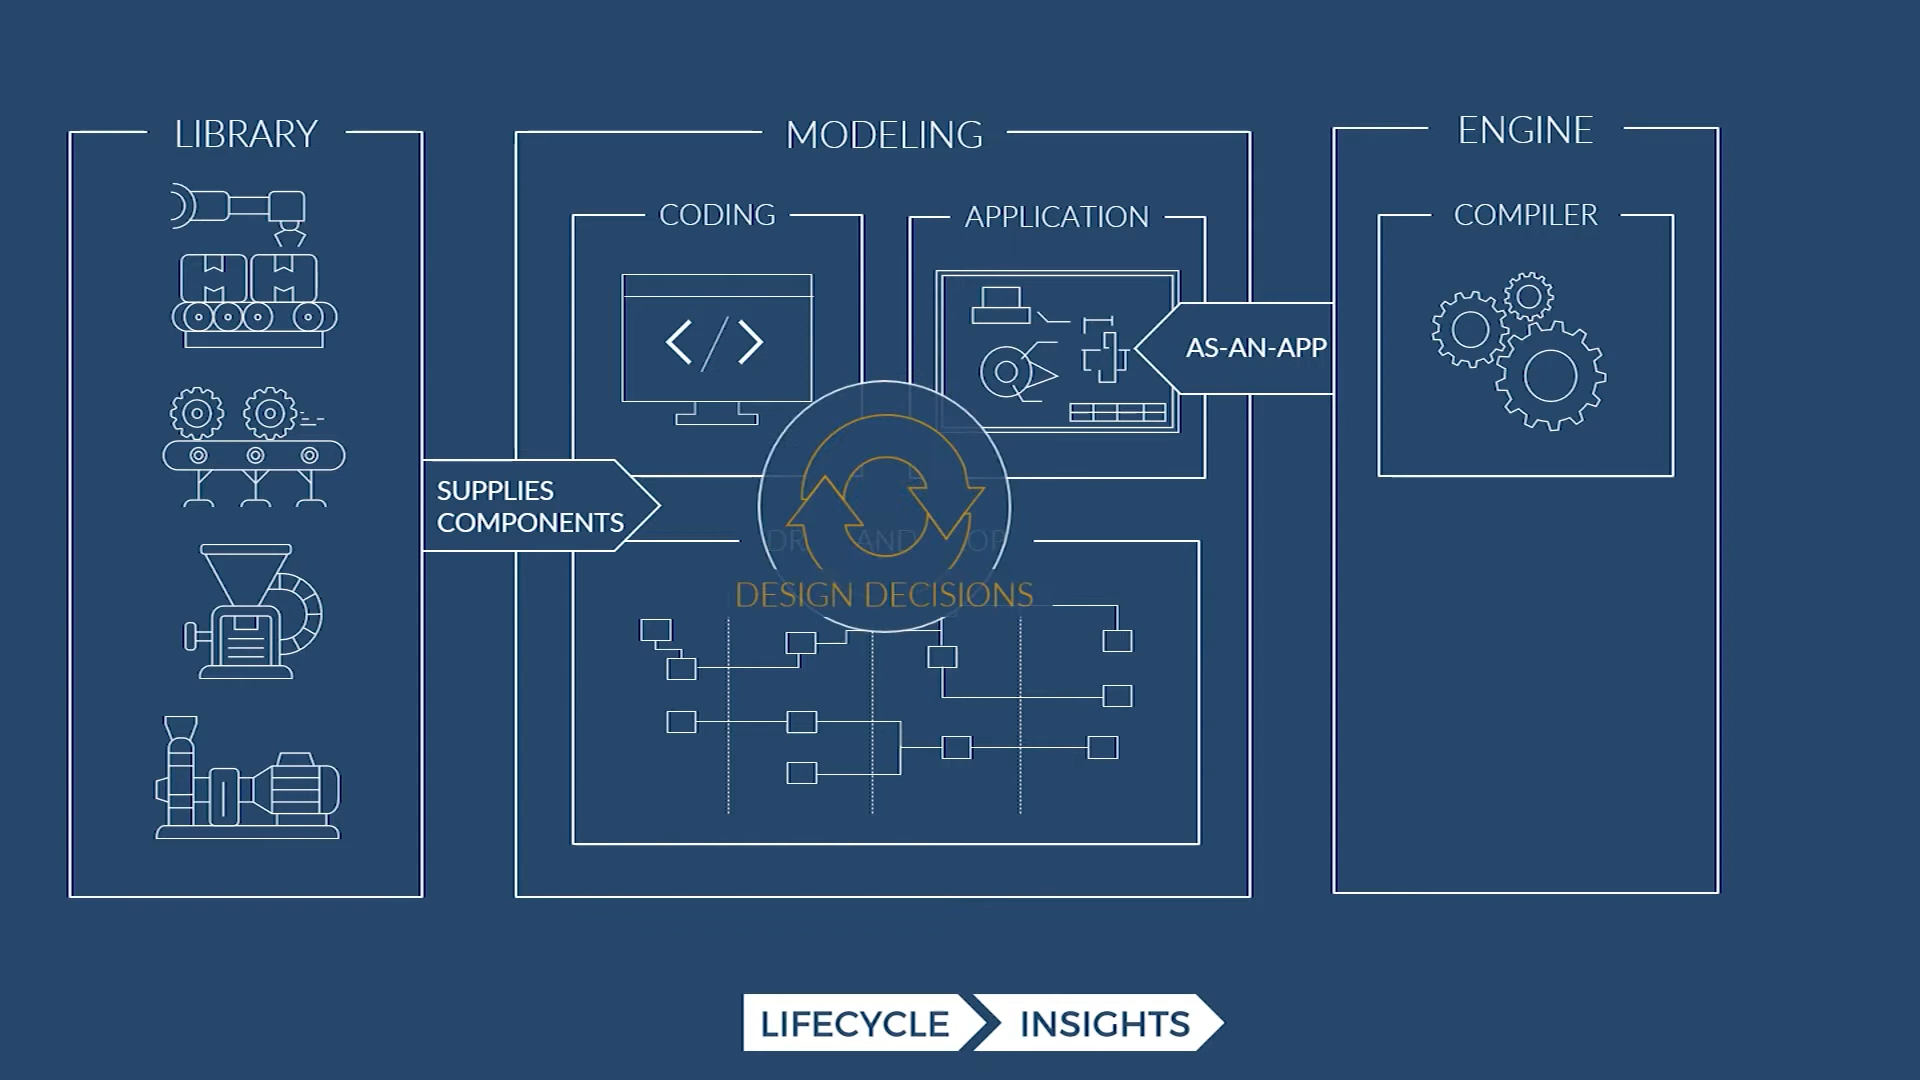 LIBRARY
MODELING
ENGINE
CODING
APPLICATION
COMPILER
</>
AS-AN-APP
SUPPLIES
COMPONENTS
AND
DESIGN DECISIONS
LIFECYCLE INSIGHTS